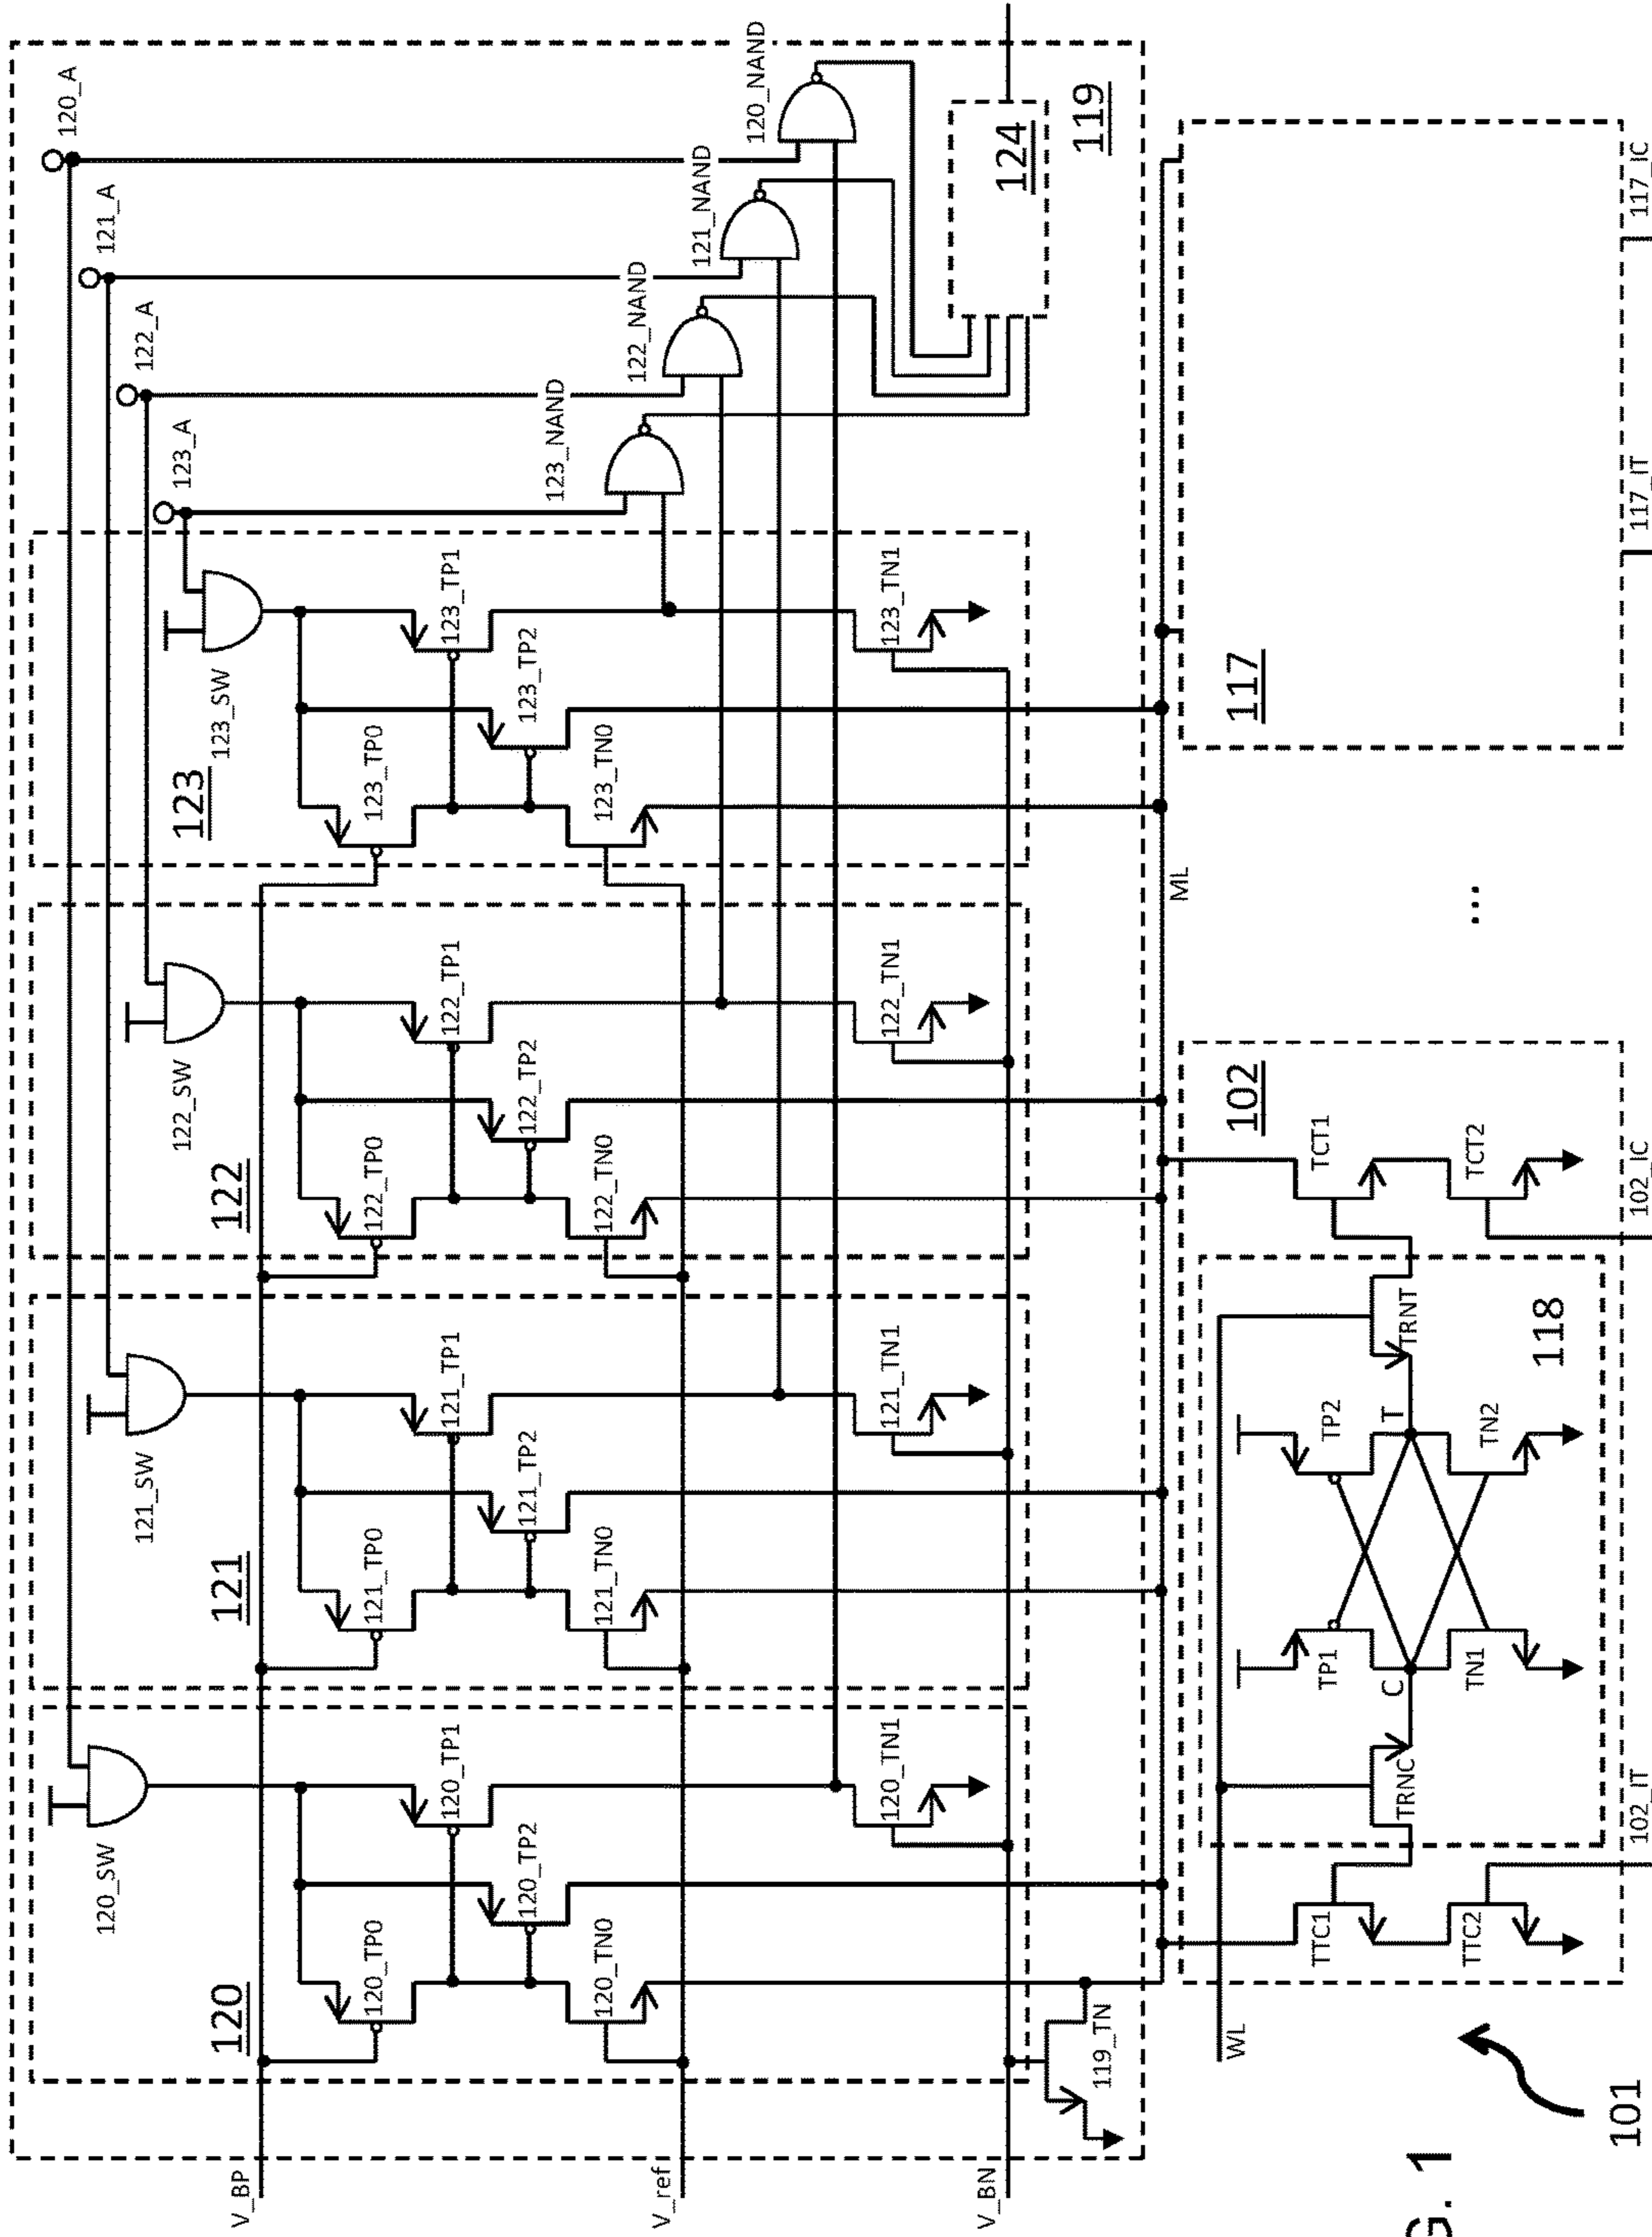 120_A
121_A
122_A
123_A
120_NAND
121_NAND
122_NAND
123_NAND
124
119
120_SW
121_SW
122_SW
123_SW
120
120_TP0
120_TP1
120_TP2
120_TN0
120_TN1
121
121_TP0
121_TP1
121_TP2
121_TN0
121_TN1
122
122_TP0
122_TP1
122_TP2
122_TN0
122_TN1
123
123_TP0
123_TP1
123_TP2
123_TN0
123_TN1
V_BP
V_ref
V_BN
119_TN
ML
WL
102
TTC1
TTC2
TRNC
C
TP1
TN1
TP2
T
TN2
TRNT
118
TCT1
TCT2
102_IT
102_IC
...
117
117_IT
117_IC
101
G. 1